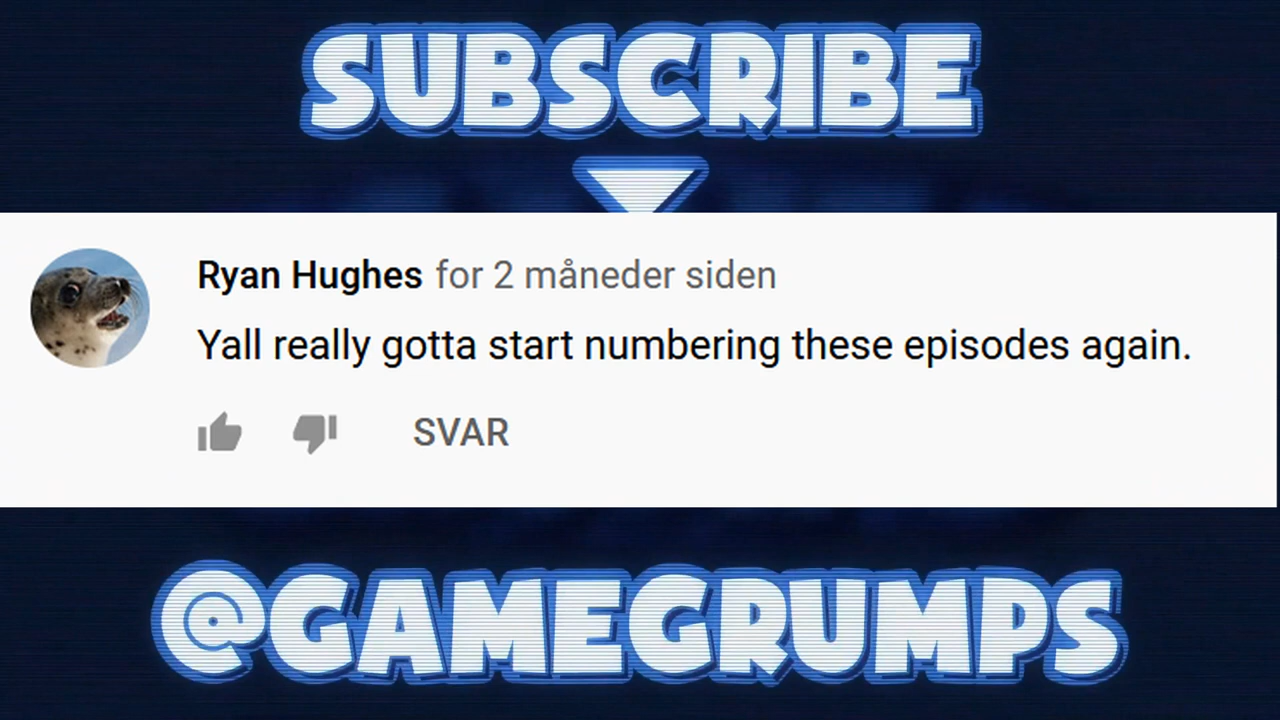 SUBSCRIBE
Ryan Hughes for 2 måneder siden
Yall really gotta start numbering these episodes again.
SVAR
@GAMEGRUMPS